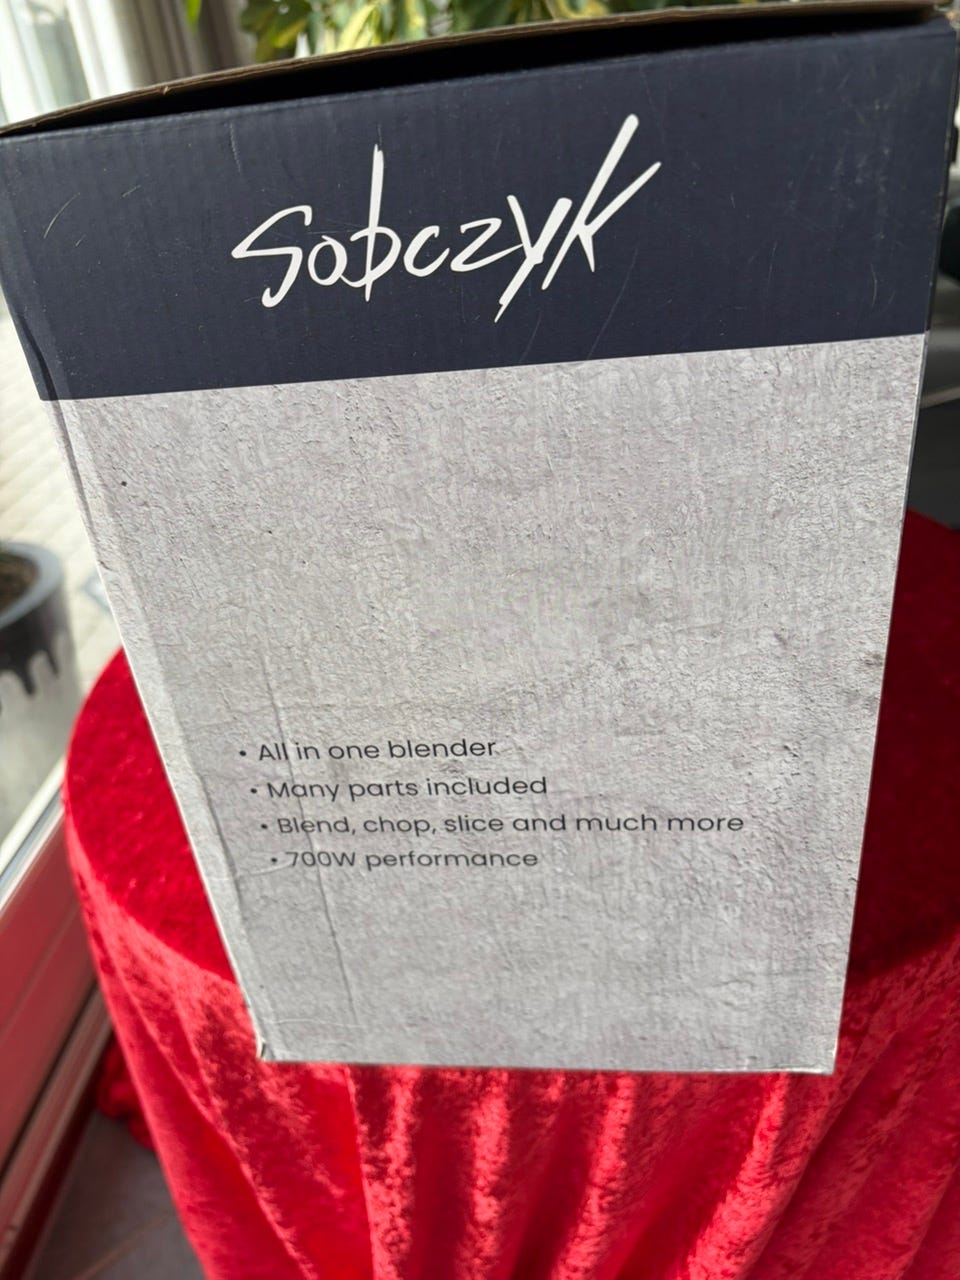 Sobczyk
• All in one blender
• Many parts included
• Blend, chop, slice and much more
• 700W performance